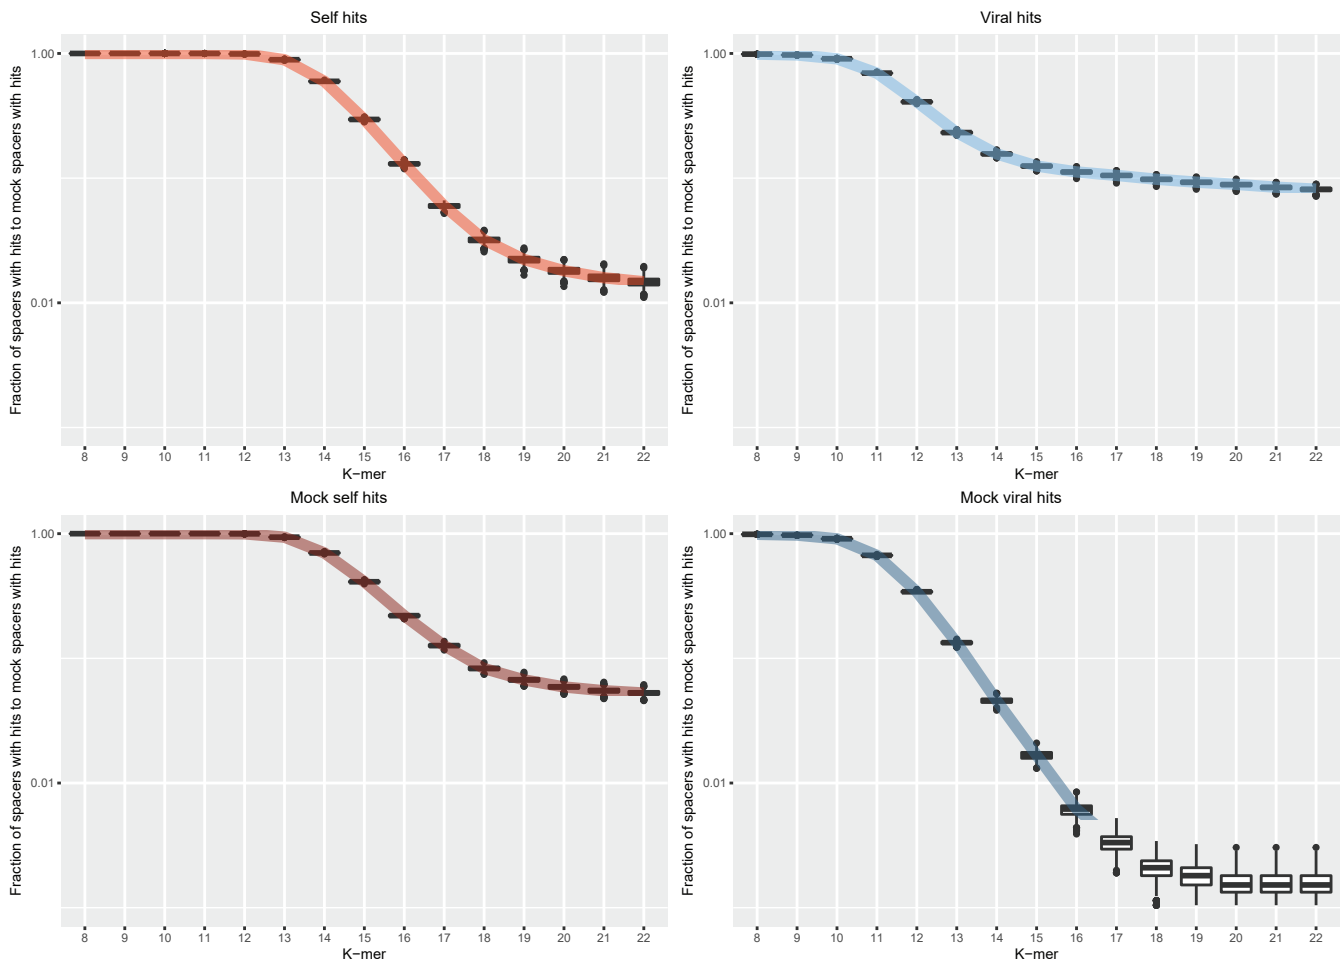 Self hits
Fraction of spacers with hits to mock spacers with hits
1.00
0.01
8 9 10 11 12 13 14 15 16 17 18 19 20 21 22
K−mer
Viral hits
Fraction of spacers with hits to mock spacers with hits
1.00
0.01
8 9 10 11 12 13 14 15 16 17 18 19 20 21 22
K−mer
Mock self hits
Fraction of spacers with hits to mock spacers with hits
1.00
0.01
8 9 10 11 12 13 14 15 16 17 18 19 20 21 22
K−mer
Mock viral hits
Fraction of spacers with hits to mock spacers with hits
1.00
0.01
8 9 10 11 12 13 14 15 16 17 18 19 20 21 22
K−mer